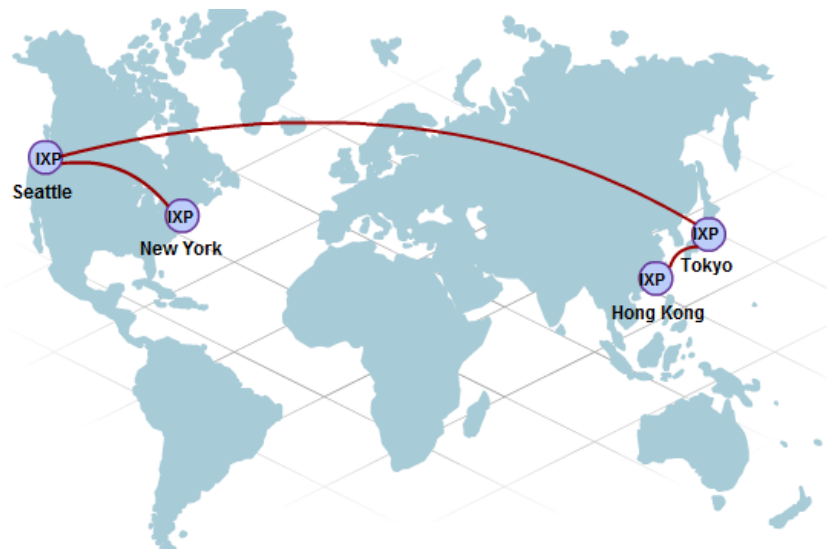 IXP
Seattle
IXP
New York
IXP
Tokyo
IXP
Hong Kong